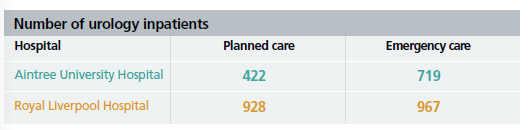 Number of urology inpatients
Hospital Planned care Emergency care
Aintree University Hospital 422 719
Royal Liverpool Hospital 928 967